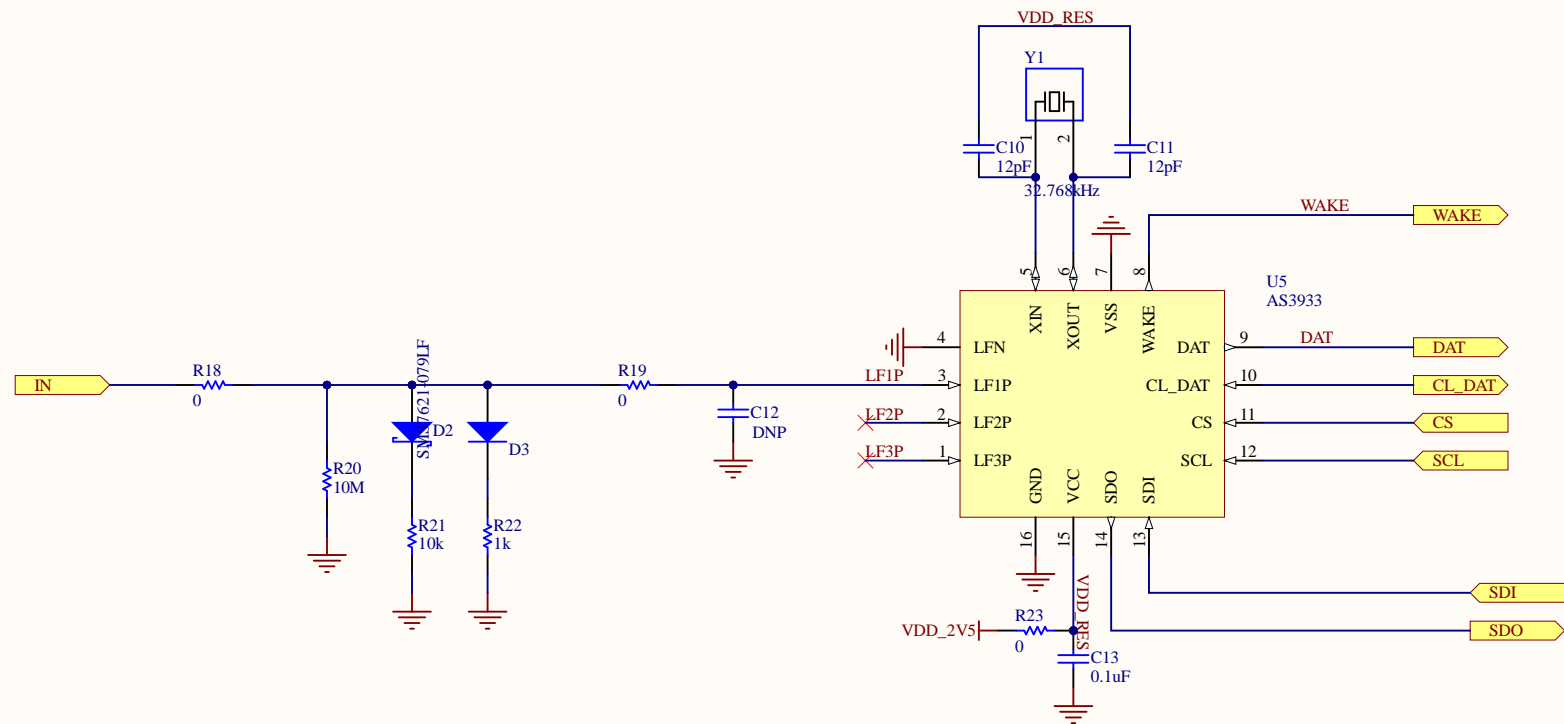 VDD_RES
Y1
1
2
C10
12pF
C11
12pF
32.768kHz
WAKE
WAKE
5
6
7
8
U5
AS3933
XIN
XOUT
VSS
WAKE
4
LFN
DAT
9
DAT
DAT
IN
R18
0
SMS7621-079LF
D2
D3
R19
0
C12
DNP
LF1P
3
LF1P
CL_DAT
10
CL_DAT
LF2P
2
LF2P
CS
11
CS
LF3P
1
LF3P
SCL
12
SCL
R20
10M
R21
10k
R22
1k
GND
VCC
SDO
SDI
16
15
14
13
SDI
VDD_RES
VDD_2V5
R23
0
SDO
C13
0.1uF